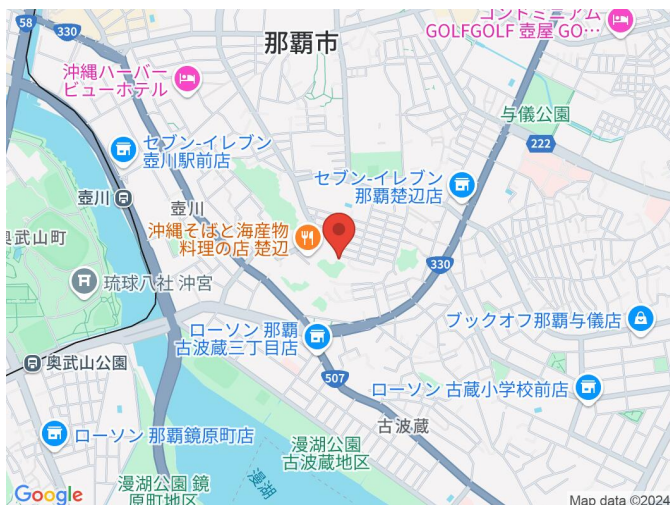 コンドミニアム
GOLFGOLF 壺屋 GO…
58
330
那覇市
沖縄ハーバー
ビューホテル
与儀公園
222
セブン-イレブン
壺川駅前店
セブン-イレブン
那覇楚辺店
壺川
壺川
奥武山町
沖縄そばと海産物
料理の店 楚辺
330
琉球八社 沖宮
ブックオフ那覇与儀店
ローソン 那覇
古波蔵三丁目店
奥武山公園
507
ローソン 古蔵小学校前店
古波蔵
ローソン 那覇鏡原町店
漫湖公園
古波蔵地区
漫湖公園 鏡
原町地区
漫湖
Google
Map data ©2024